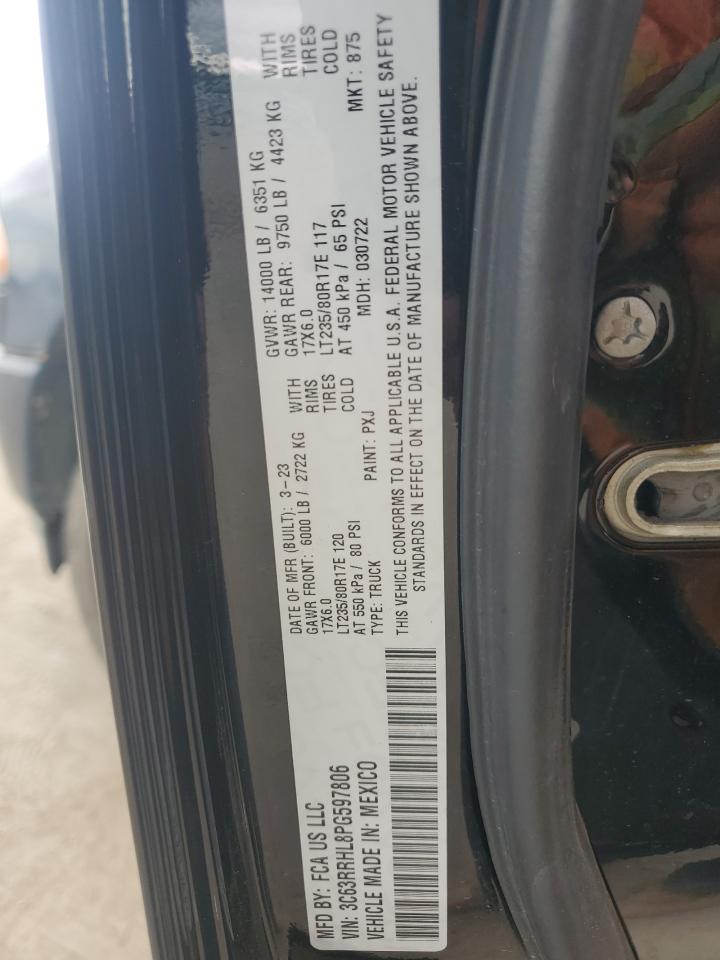 MFD BY: FCA US LLC
VIN: 3C63RRHL8PG597806
VEHICLE MADE IN: MEXICO
DATE OF MFR (BUILT): 3-23
GAWR FRONT: 6000 LB / 2722 KG WITH
17X6.0 RIMS
LT235/80R17E 120 TIRES
AT 550 kPa / 80 PSI COLD
TYPE: TRUCK PAINT: PXJ
GVWR: 14000 LB / 6351 KG
GAWR REAR: 9750 LB / 4423 KG WITH
17X6.0 RIMS
LT235/80R17E 117 TIRES
AT 450 kPa / 65 PSI COLD
MDH: 030722 MKT: 875
THIS VEHICLE CONFORMS TO ALL APPLICABLE U.S.A. FEDERAL MOTOR VEHICLE SAFETY
STANDARDS IN EFFECT ON THE DATE OF MANUFACTURE SHOWN ABOVE.